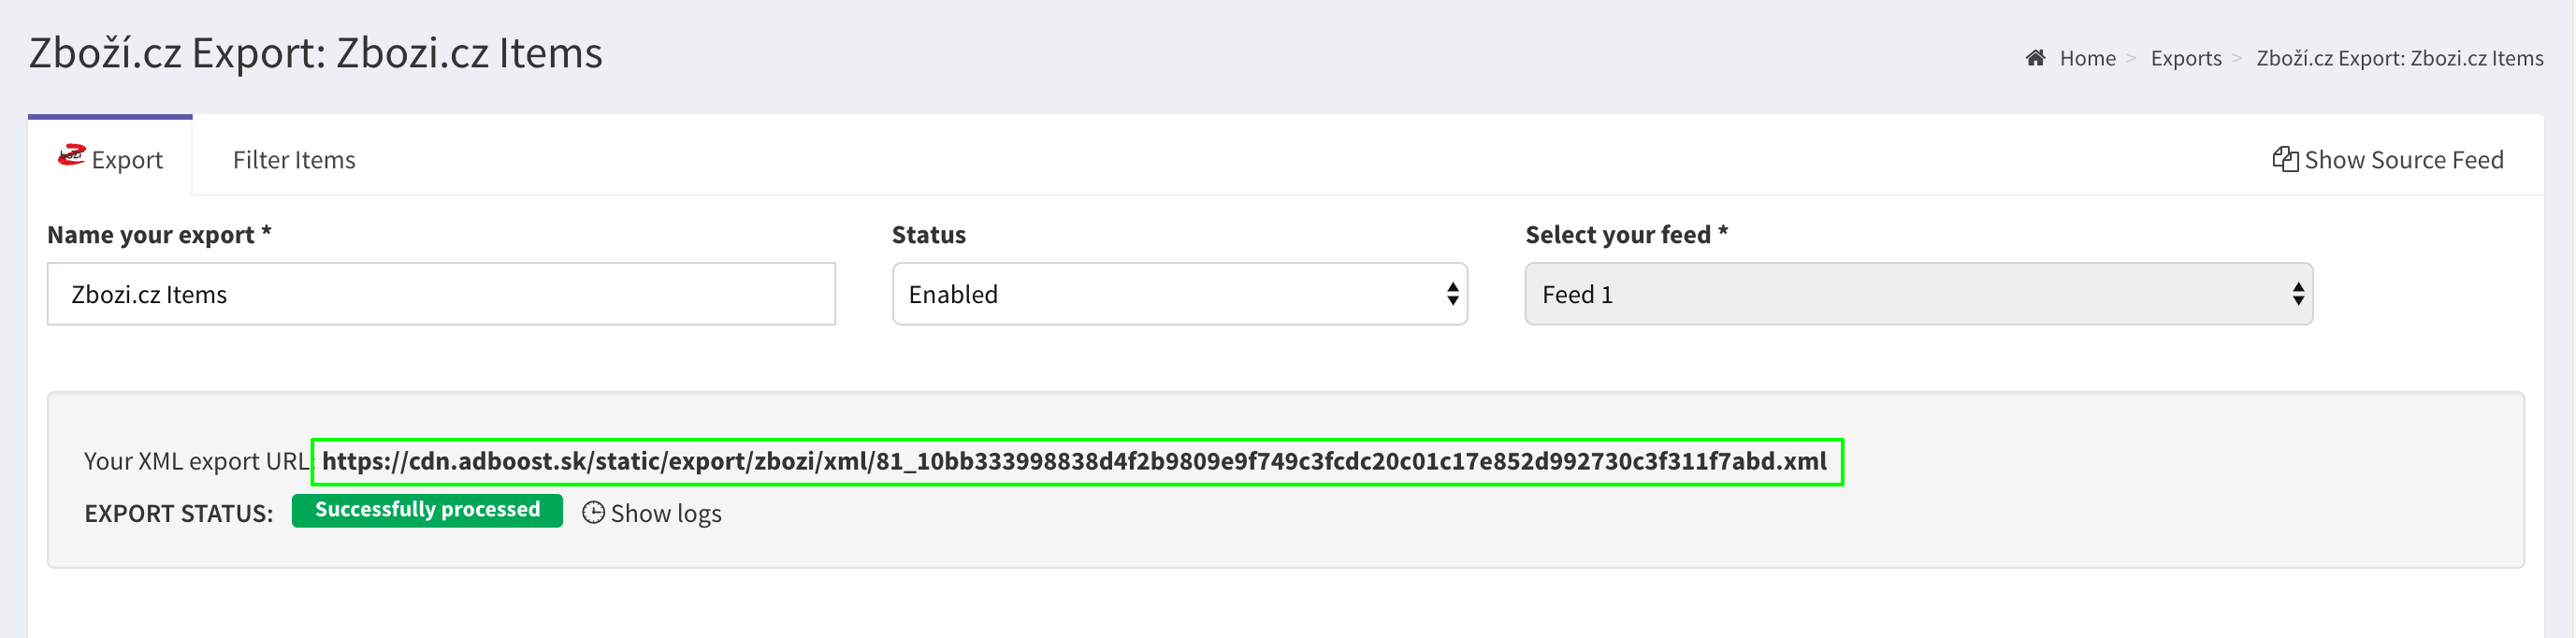 Zboží.cz Export: Zbozi.cz Items
Home > Exports > Zboží.cz Export: Zbozi.cz Items
Export
Filter Items
Show Source Feed
Name your export *
Status
Select your feed *
Zbozi.cz Items
Enabled
Feed 1
Your XML export URL: https://cdn.adboost.sk/static/export/zbozi/xml/81_10bb333998838d4f2b9809e9f749c3fcdc20c01c17e852d992730c3f311f7abd.xml
EXPORT STATUS: Successfully processed Show logs